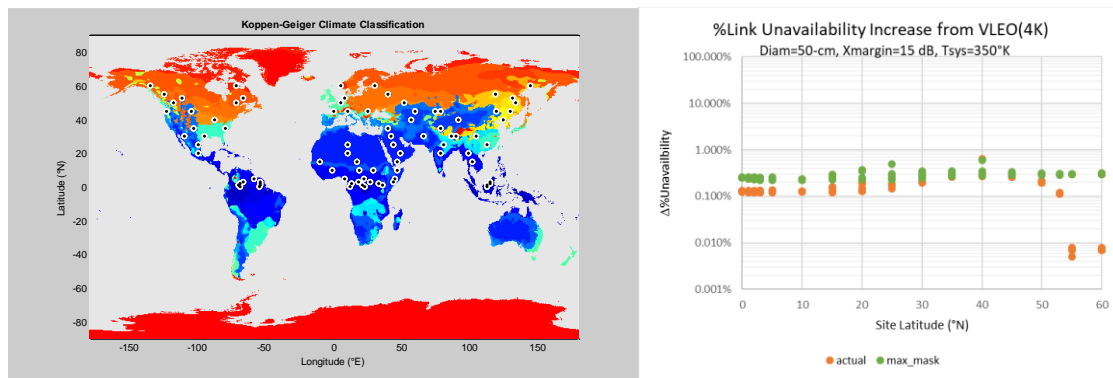 Koppen-Geiger Climate Classification
80
60
40
20
0
-20
-40
-60
-80
Latitude (°N)
-150
-100
-50
0
50
100
150
Longitude (°E)
%Link Unavailability Increase from VLEO(4K)
Diam=50-cm, Xmargin=15 dB, Tsys=350°K
100.000%
10.000%
1.000%
0.100%
0.010%
0.001%
Δ%Unavailbility
0 10 20 30 40 50 60
Site Latitude (°N)
actual max_mask